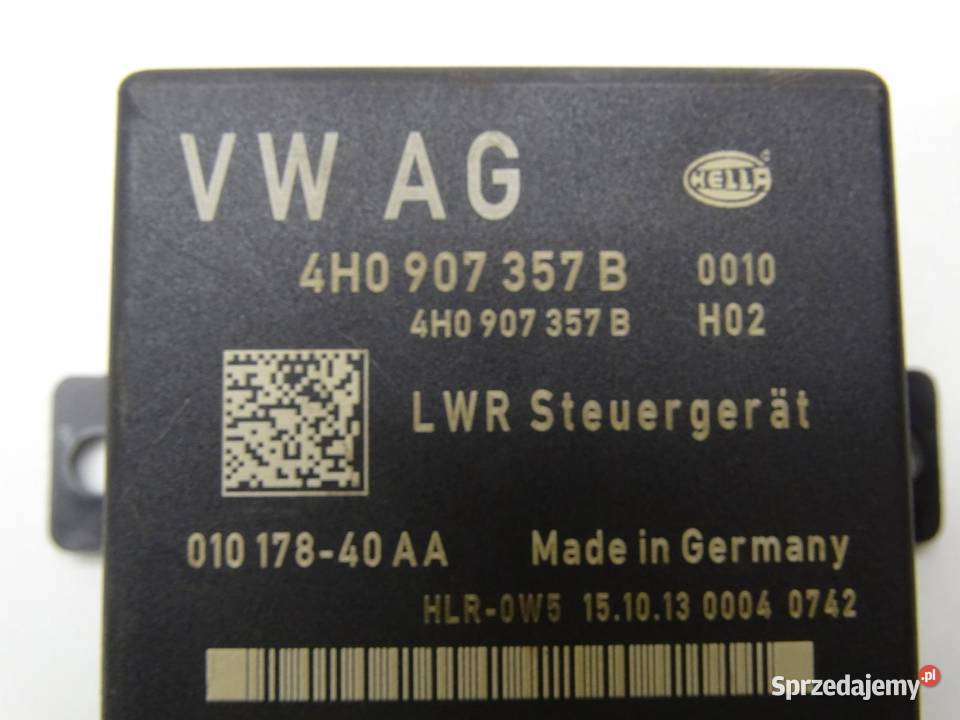 VW AG HELLA
4H0 907 357 B 0010
4H0 907 357 B H02
LWR Steuergerät
010 178-40 AA Made in Germany
HLR-0W5 15.10.13 0004 0742
Sprzedajemy.pl